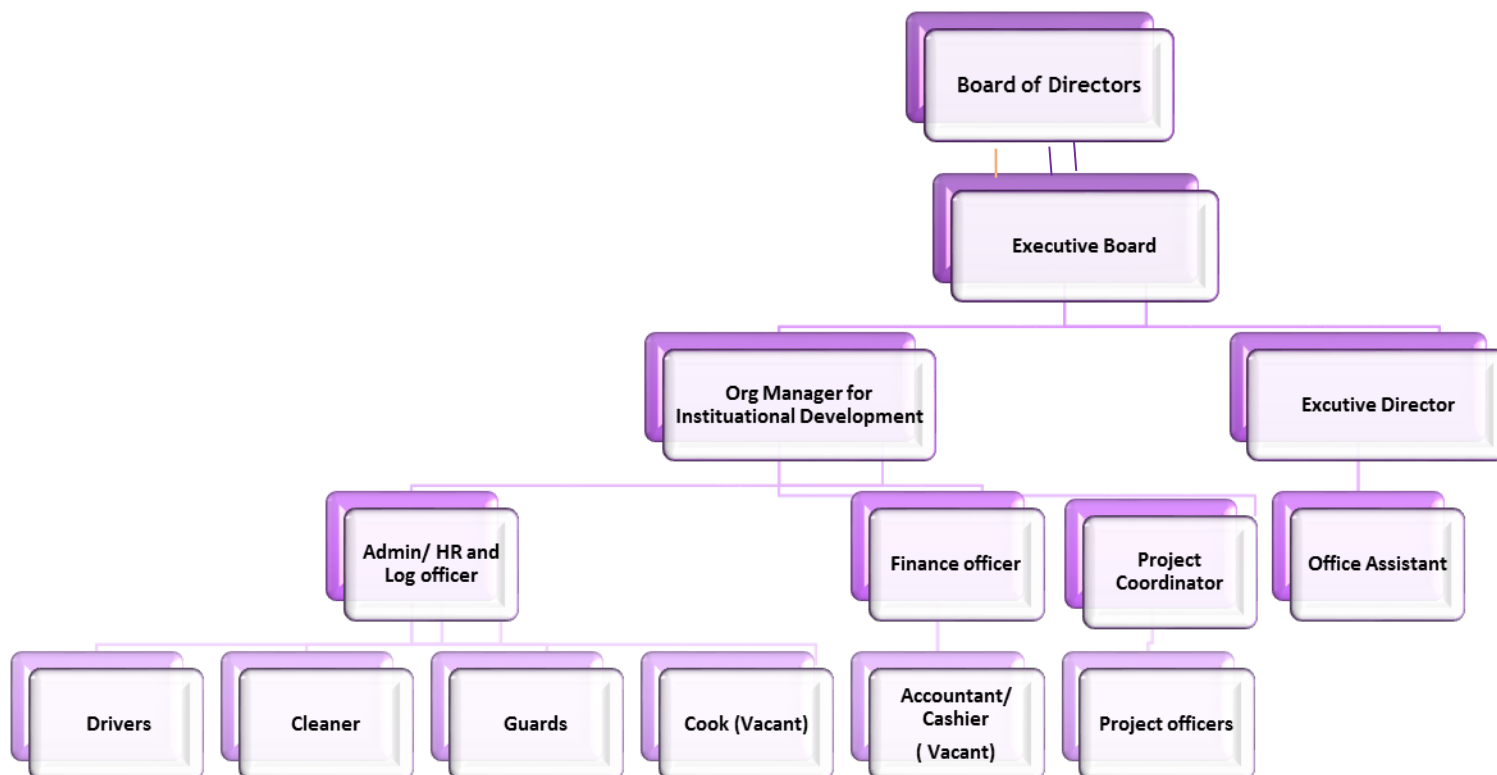 Board of Directors
Executive Board
Org Manager for
Instituational Development
Excutive Director
Admin/ HR and
Log officer
Finance officer
Project
Coordinator
Office Assistant
Drivers
Cleaner
Guards
Cook (Vacant)
Accountant/
Cashier
( Vacant)
Project officers